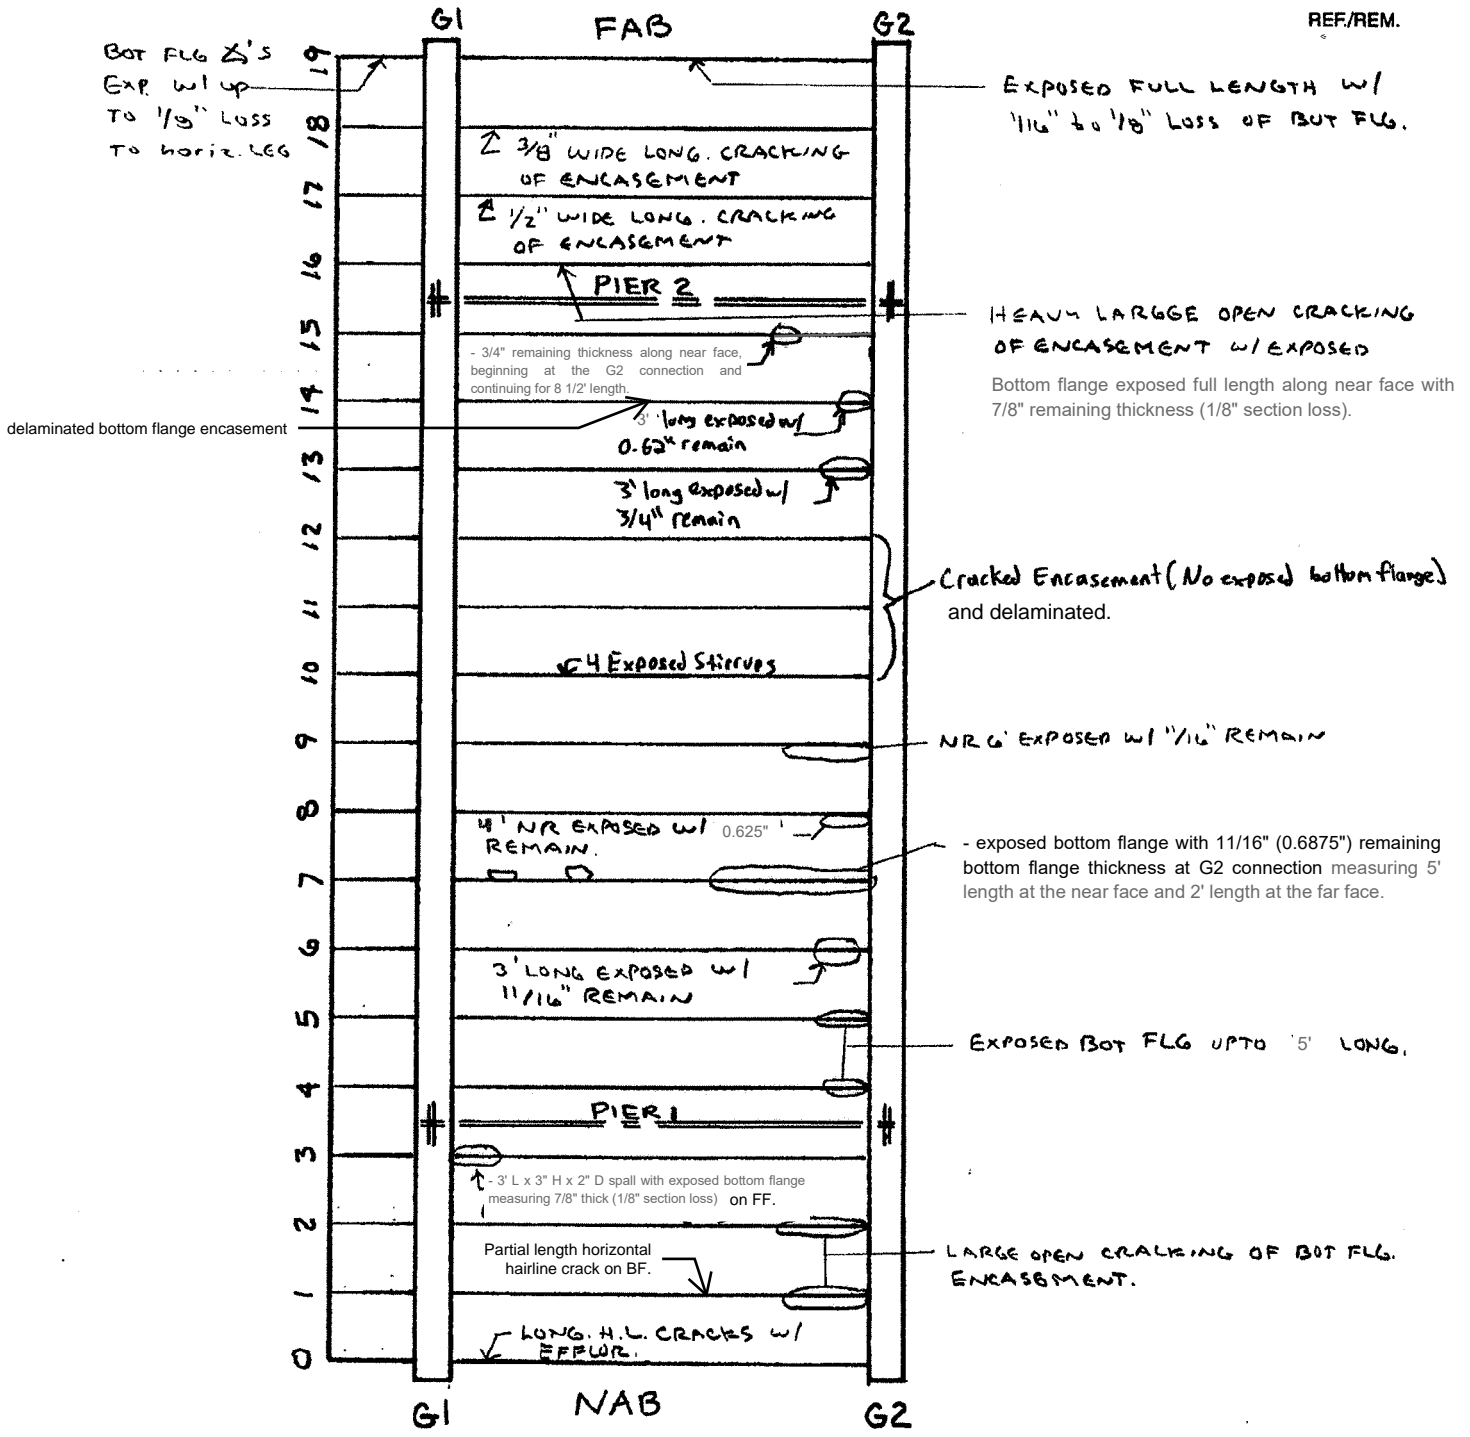 G1
FAB
G2
REF./REM.
BOT FLG ∠'S
EXP. W/ UP
TO 1/8" LOSS
TO horiz. LEG
19
EXPOSED FULL LENGTH W/
1/16" to 1/8" LOSS OF BOT FLG.
18
3/8" WIDE LONG. CRACKING
OF ENCASEMENT
17
1/2" WIDE LONG. CRACKING
OF ENCASEMENT
16
PIER 2
HEAVY LARGGE OPEN CRACKING
OF ENCASEMENT W/ EXPOSED
Bottom flange exposed full length along near face with
7/8" remaining thickness (1/8" section loss).
15
- 3/4" remaining thickness along near face,
beginning at the G2 connection and
continuing for 8 1/2' length.
14
delaminated bottom flange encasement
3' long exposed w/
0.62" remain
13
3' long exposed w/
3/4" remain
12
Cracked Encasement (No exposed bottom flange)
and delaminated.
11
4 Exposed Stirrups
10
9
NR 6' EXPOSED W/ 11/16" REMAIN
8
4' NR EXPOSED W/ 0.625"
REMAIN.
- exposed bottom flange with 11/16" (0.6875") remaining
bottom flange thickness at G2 connection measuring 5'
length at the near face and 2' length at the far face.
7
6
3' LONG EXPOSED W/
11/16" REMAIN
5
EXPOSED BOT FLG UPTO 5' LONG.
4
PIER 1
3
- 3' L x 3" H x 2" D spall with exposed bottom flange
measuring 7/8" thick (1/8" section loss) on FF.
2
Partial length horizontal
hairline crack on BF.
LARGE OPEN CRACKING OF BOT FLG.
ENCASEMENT.
1
LONG. H.L. CRACKS W/
EFFLOR.
0
G1
NAB
G2